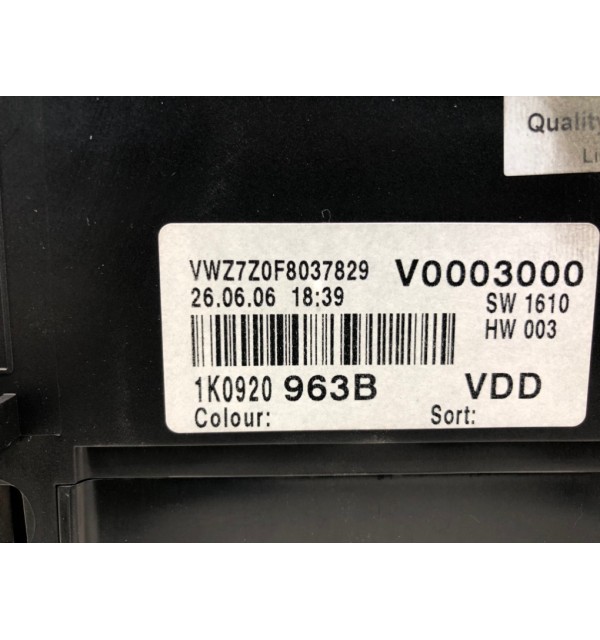 Quality
VWZ7Z0F8037829 V0003000
26.06.06 18:39 SW 1610
HW 003
1K0920 963B VDD
Colour: Sort: